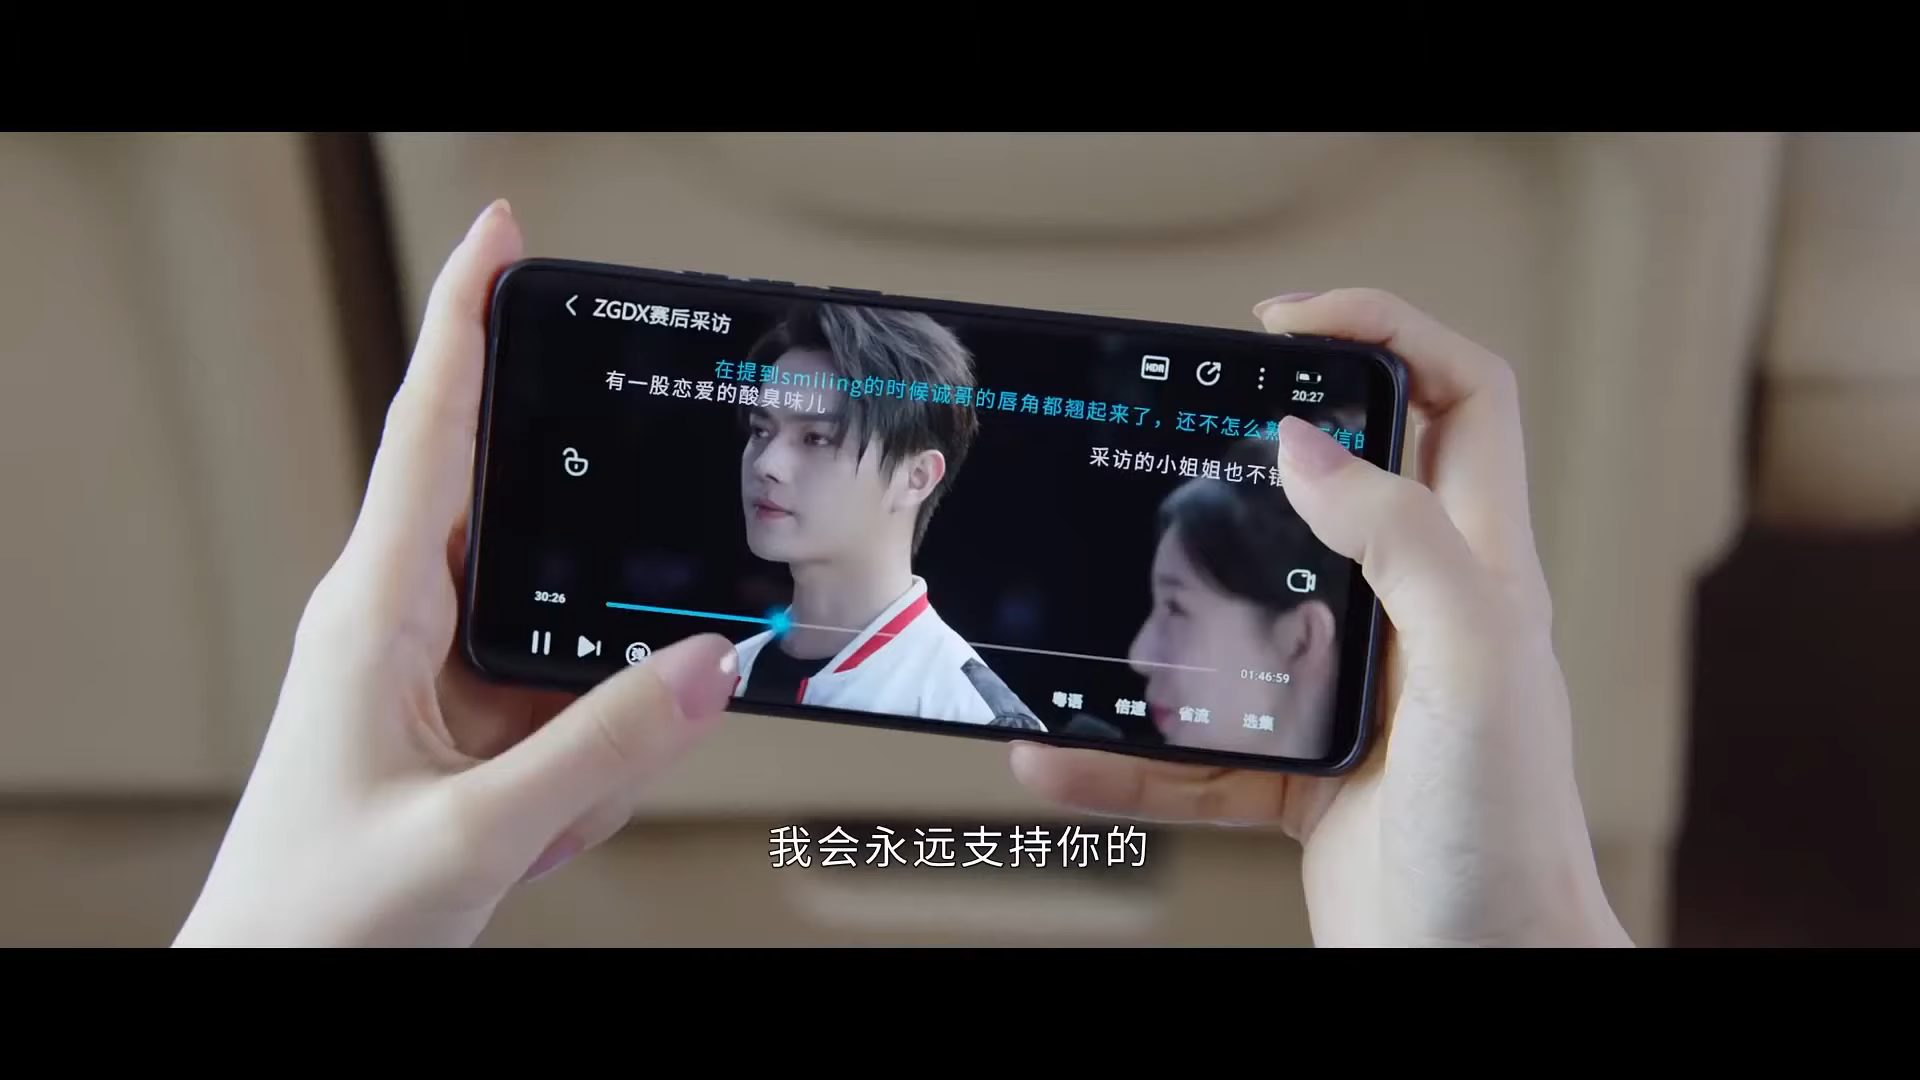 ZGDX赛后采访
HDR
20:27
在提到smiling的时候诚哥的唇角都翘起来了，还不怎么
信的
有一股恋爱的酸臭味儿
采访的小姐姐也不错
30:26
01:46:59
弹
粤语
倍速
省流
选集
我会永远支持你的